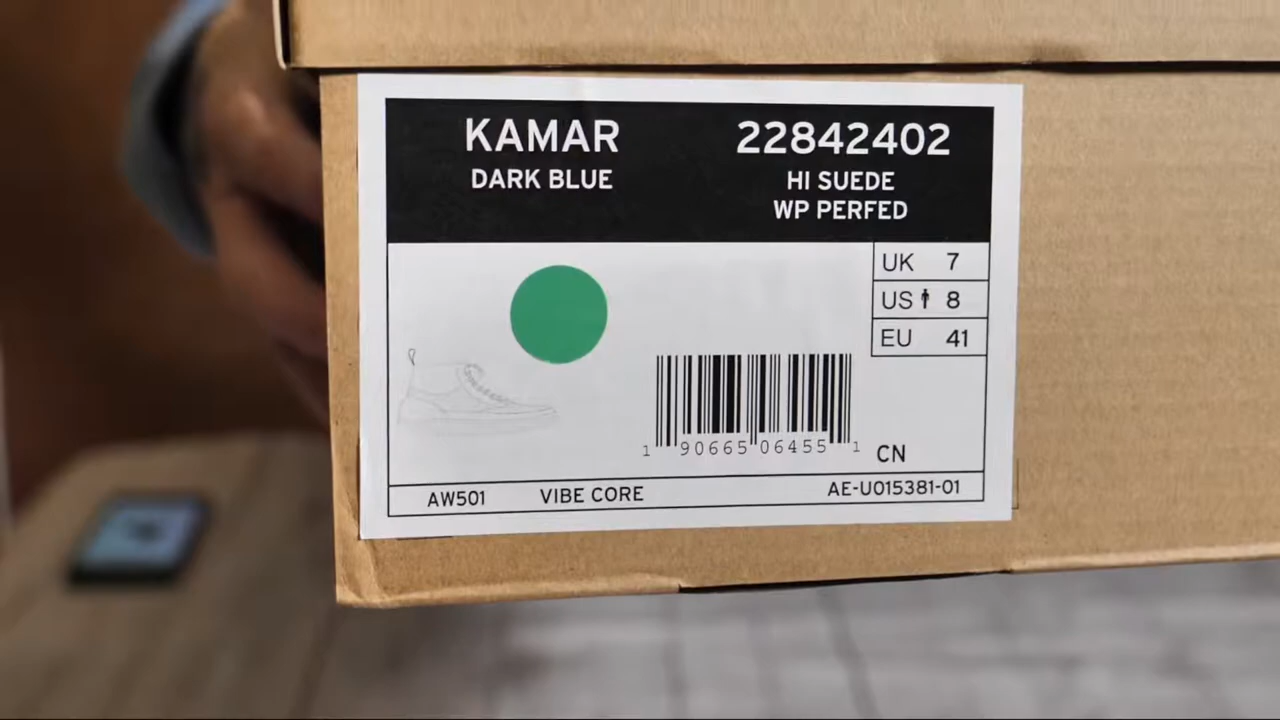 KAMAR
DARK BLUE
22842402
HI SUEDE
WP PERFED
UK 7
US 8
EU 41
1 90665 06455 1
CN
AW501 VIBE CORE AE-U015381-01